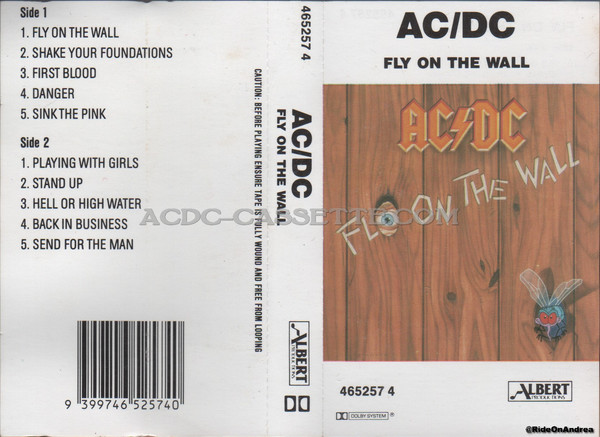 Side 1
1. FLY ON THE WALL
2. SHAKE YOUR FOUNDATIONS
3. FIRST BLOOD
4. DANGER
5. SINK THE PINK
Side 2
1. PLAYING WITH GIRLS
2. STAND UP
3. HELL OR HIGH WATER
4. BACK IN BUSINESS
5. SEND FOR THE MAN
9 399746 525740
465257 4
CAUTION: BEFORE PLAYING ENSURE TAPE IS FULLY WOUND AND FREE FROM LOOPING
AC/DC
FLY ON THE WALL
ALBERT
PRODUCTIONS
AC/DC
FLY ON THE WALL
AC/DC
FLY ON THE WALL
465257 4
DOLBY SYSTEM ®
ALBERT
PRODUCTIONS
ACDC-CASSETTE.COM
@RideOnAndrea